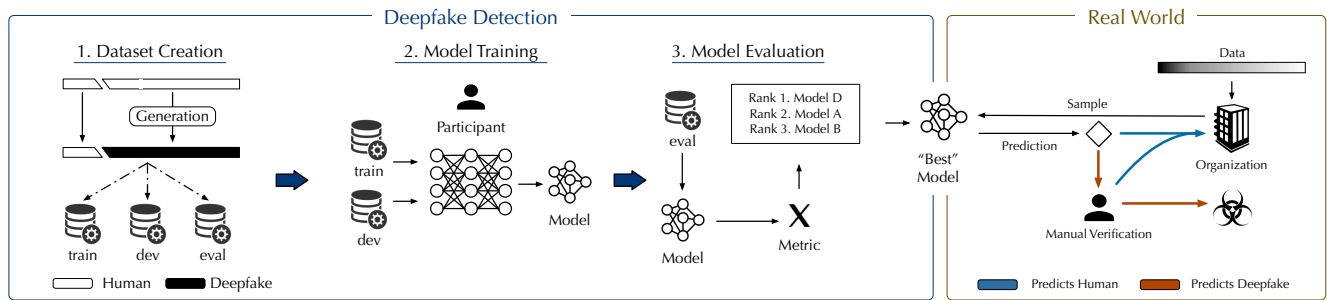 Deepfake Detection
1. Dataset Creation
Generation
train
dev
eval
Human
Deepfake
2. Model Training
Participant
train
dev
Model
3. Model Evaluation
eval
Rank 1. Model D
Rank 2. Model A
Rank 3. Model B
Model
X
Metric
"Best"
Model
Real World
Data
Sample
Prediction
Organization
Manual Verification
Predicts Human
Predicts Deepfake